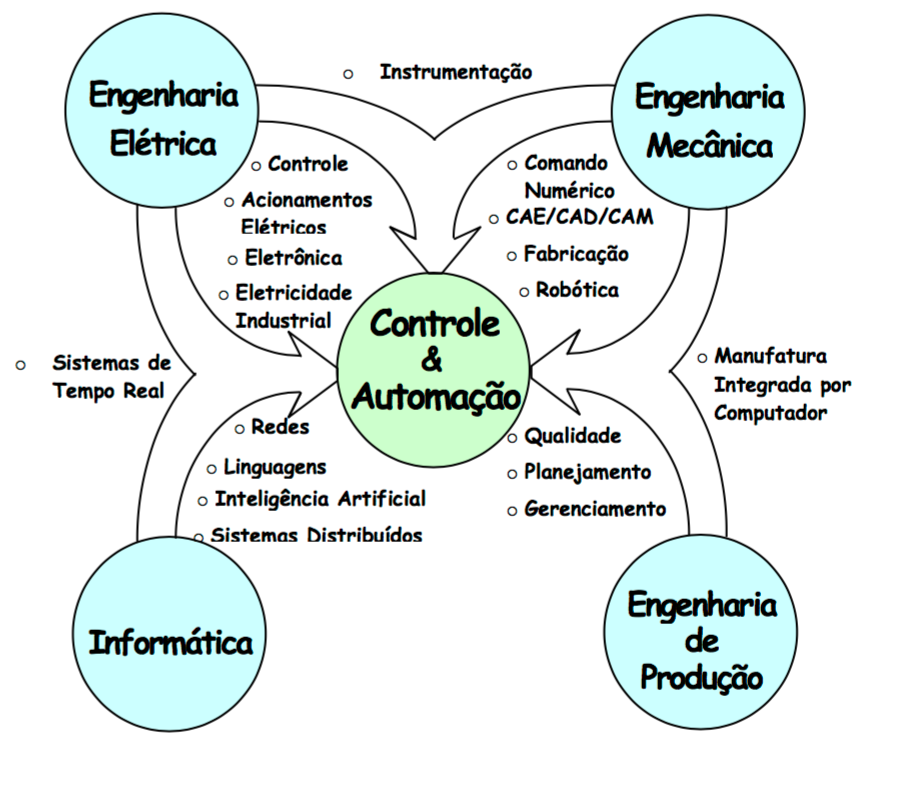 Engenharia
Elétrica
○ Instrumentação
Engenharia
Mecânica
○ Controle
○ Acionamentos
Elétricos
○ Eletrônica
○ Eletricidade
Industrial
○ Comando
Numérico
○ CAE/CAD/CAM
○ Fabricação
○ Robótica
Controle
&
Automação
○ Sistemas de
Tempo Real
○ Manufatura
Integrada por
Computador
○ Redes
○ Linguagens
○ Inteligência Artificial
○ Sistemas Distribuídos
○ Qualidade
○ Planejamento
○ Gerenciamento
Informática
Engenharia
de
Produção